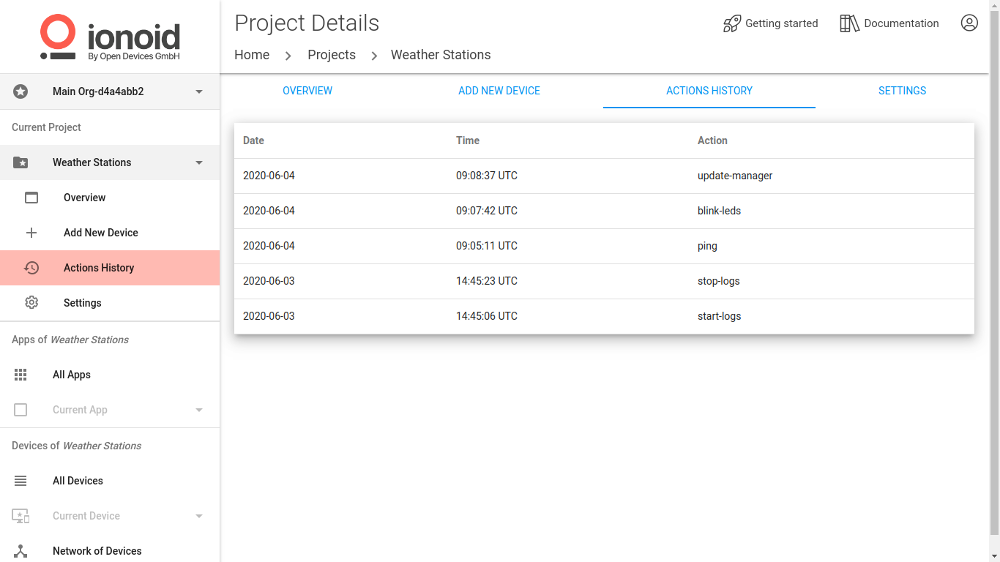 ionoid
By Open Devices GmbH
Project Details
Getting started
Documentation
Home > Projects > Weather Stations
Main Org-d4a4abb2
Current Project
Weather Stations
Overview
Add New Device
Actions History
Settings
Apps of Weather Stations
All Apps
Current App
Devices of Weather Stations
All Devices
Current Device
Network of Devices
OVERVIEW ADD NEW DEVICE ACTIONS HISTORY SETTINGS
Date Time Action
2020-06-04 09:08:37 UTC update-manager
2020-06-04 09:07:42 UTC blink-leds
2020-06-04 09:05:11 UTC ping
2020-06-03 14:45:23 UTC stop-logs
2020-06-03 14:45:06 UTC start-logs